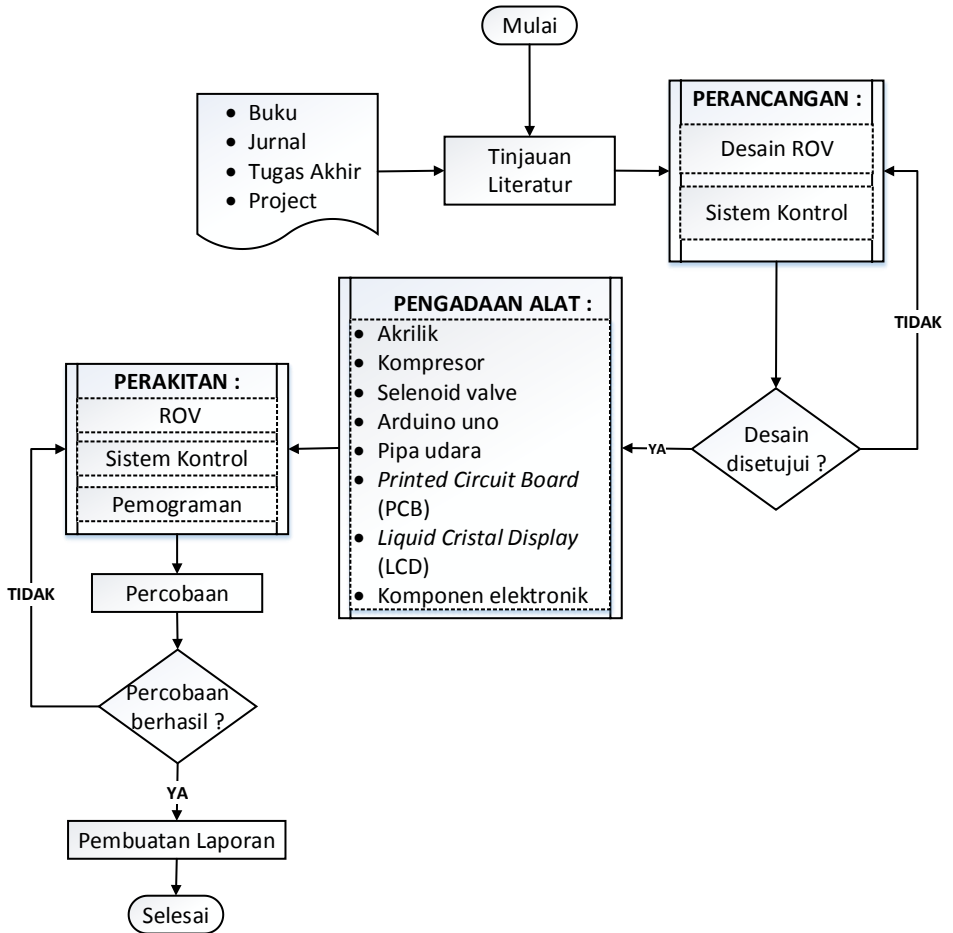 Mulai
Buku
Jurnal
Tugas Akhir
Project
Tinjauan
Literatur
PERANCANGAN :
Desain ROV
Sistem Kontrol
TIDAK
Desain
disetujui ?
YA
PENGADAAN ALAT :
Akrilik
Kompresor
Selenoid valve
Arduino uno
Pipa udara
Printed Circuit Board
(PCB)
Liquid Cristal Display
(LCD)
Komponen elektronik
PERAKITAN :
ROV
Sistem Kontrol
Pemograman
Percobaan
TIDAK
Percobaan
berhasil ?
YA
Pembuatan Laporan
Selesai